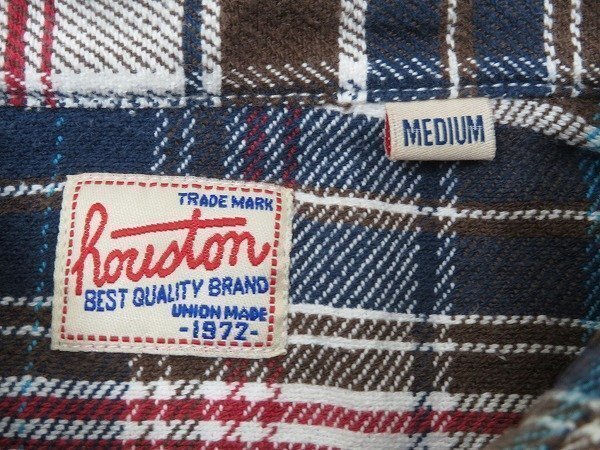 TRADE MARK
houston
BEST QUALITY BRAND
UNION MADE
-1972-
MEDIUM